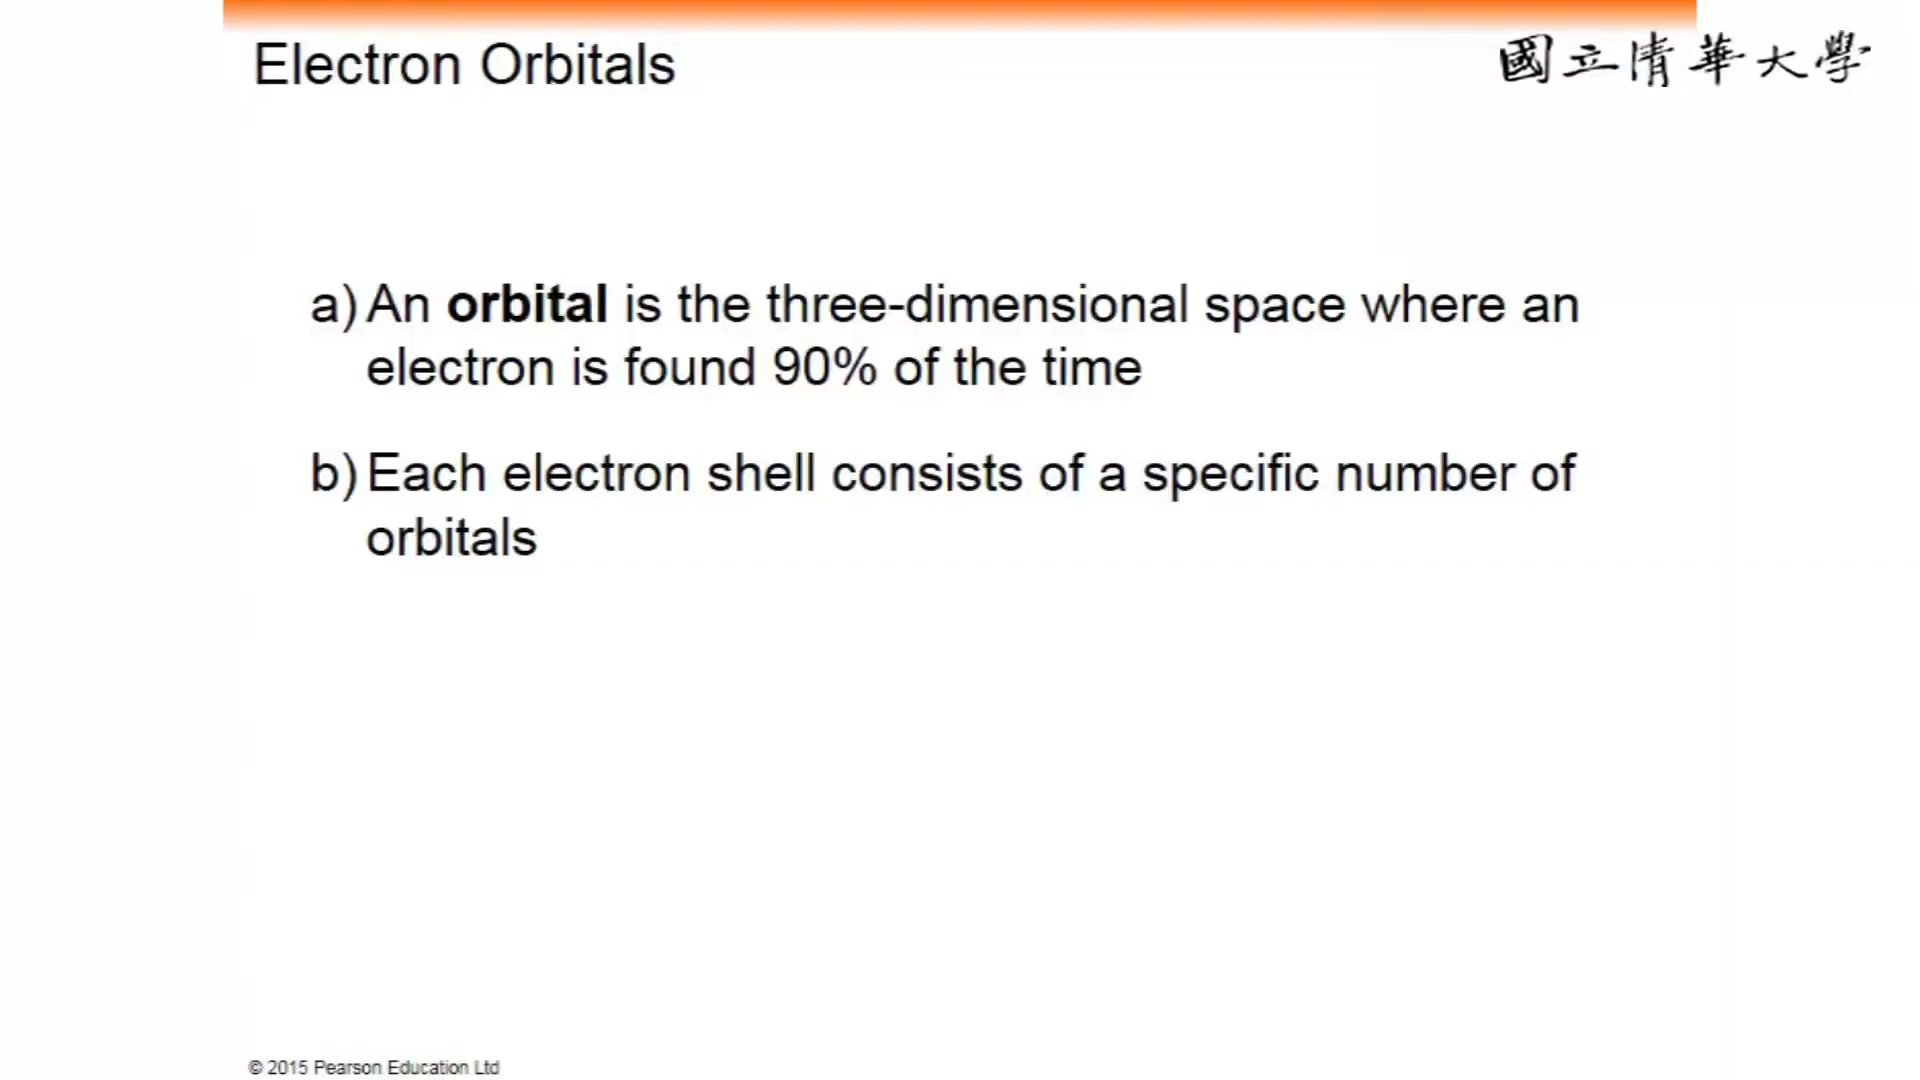 Electron Orbitals
國立清華大學
a) An orbital is the three-dimensional space where an
electron is found 90% of the time
b) Each electron shell consists of a specific number of
orbitals
© 2015 Pearson Education Ltd